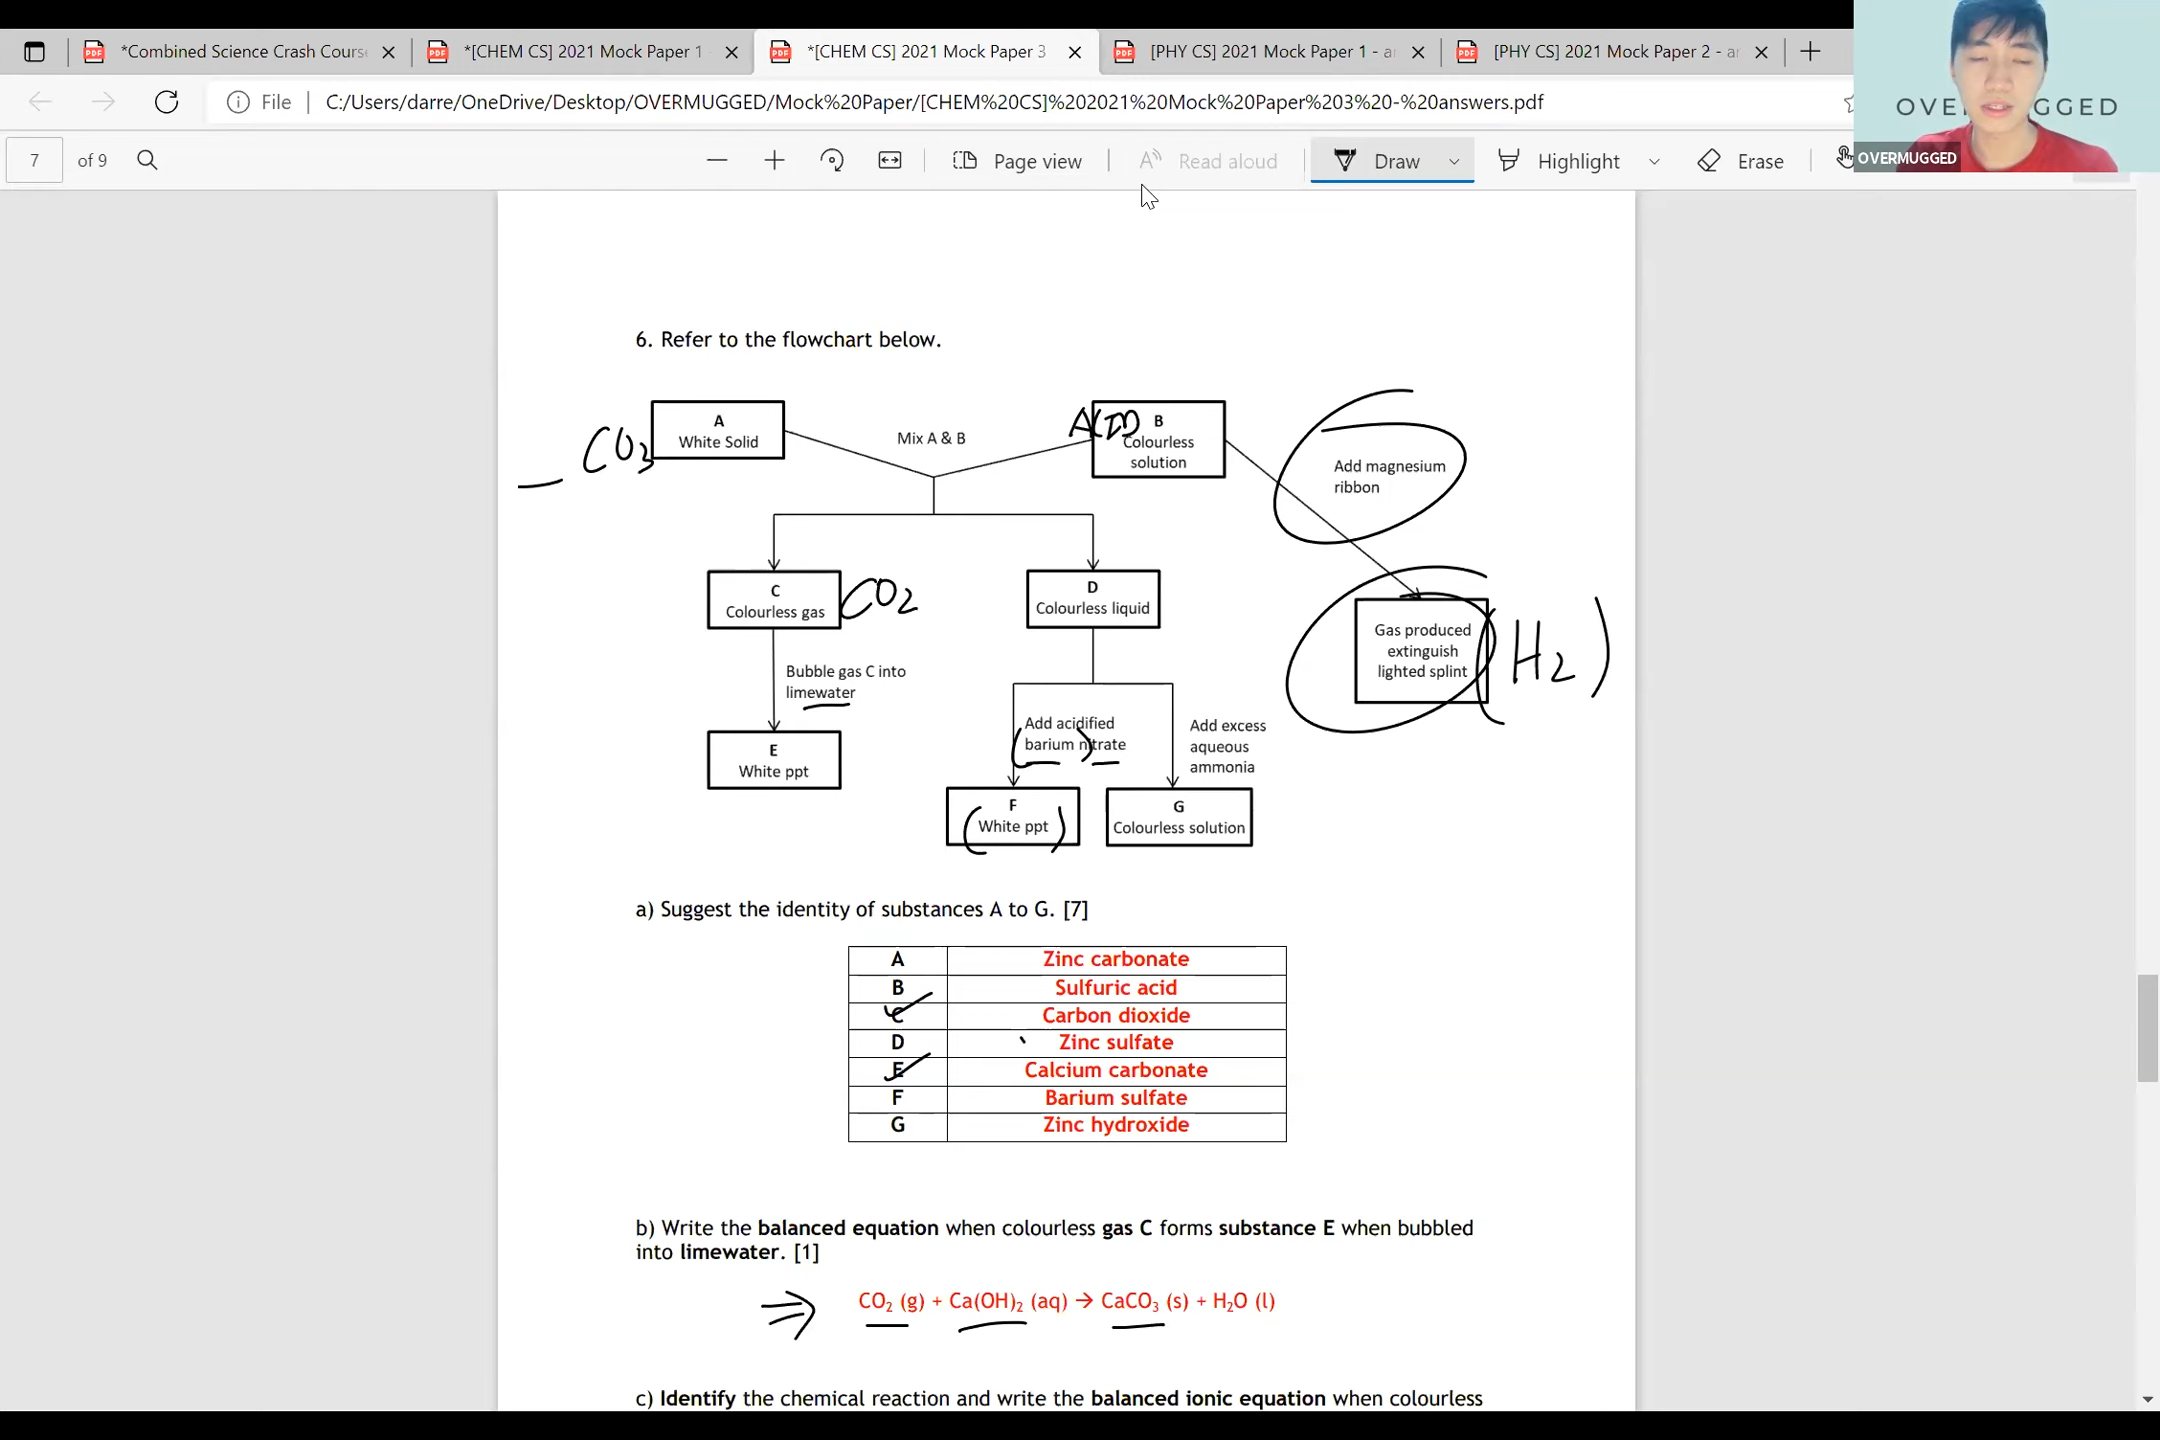 *Combined Science Crash Cours
*[CHEM CS] 2021 Mock Paper 1
*[CHEM CS] 2021 Mock Paper 3
[PHY CS] 2021 Mock Paper 1 - a
[PHY CS] 2021 Mock Paper 2 - a
File
C:/Users/darre/OneDrive/Desktop/OVERMUGGED/Mock%20Paper/[CHEM%20CS]%202021%20Mock%20Paper%203%20-%20answers.pdf
OVE GGED
OVERMUGGED
7 of 9
Page view
Read aloud
Draw
Highlight
Erase
6. Refer to the flowchart below.
A
White Solid
CO3
Mix A & B
ACID
B
Colourless
solution
Add magnesium
ribbon
C
Colourless gas
CO2
D
Colourless liquid
Gas produced
extinguish
lighted splint
(H2)
Bubble gas C into
limewater
Add acidified
barium nitrate
Add excess
aqueous
ammonia
E
White ppt
F
White ppt
G
Colourless solution
a) Suggest the identity of substances A to G. [7]
A Zinc carbonate
B Sulfuric acid
C Carbon dioxide
D Zinc sulfate
E Calcium carbonate
F Barium sulfate
G Zinc hydroxide
b) Write the balanced equation when colourless gas C forms substance E when bubbled
into limewater. [1]
CO₂ (g) + Ca(OH)₂ (aq) → CaCO₃ (s) + H₂O (l)
c) Identify the chemical reaction and write the balanced ionic equation when colourless